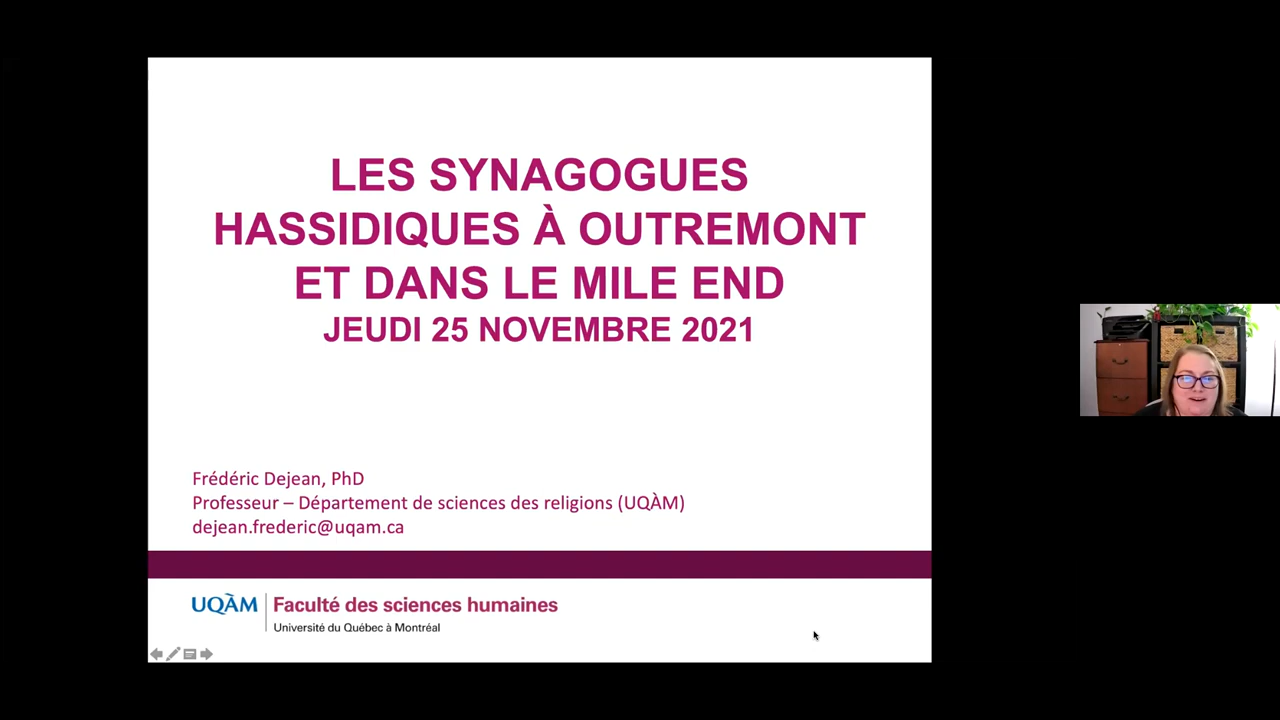 LES SYNAGOGUES
HASSIDIQUES À OUTREMONT
ET DANS LE MILE END
JEUDI 25 NOVEMBRE 2021
Frédéric Dejean, PhD
Professeur – Département de sciences des religions (UQÀM)
dejean.frederic@uqam.ca
UQÀM
Faculté des sciences humaines
Université du Québec à Montréal